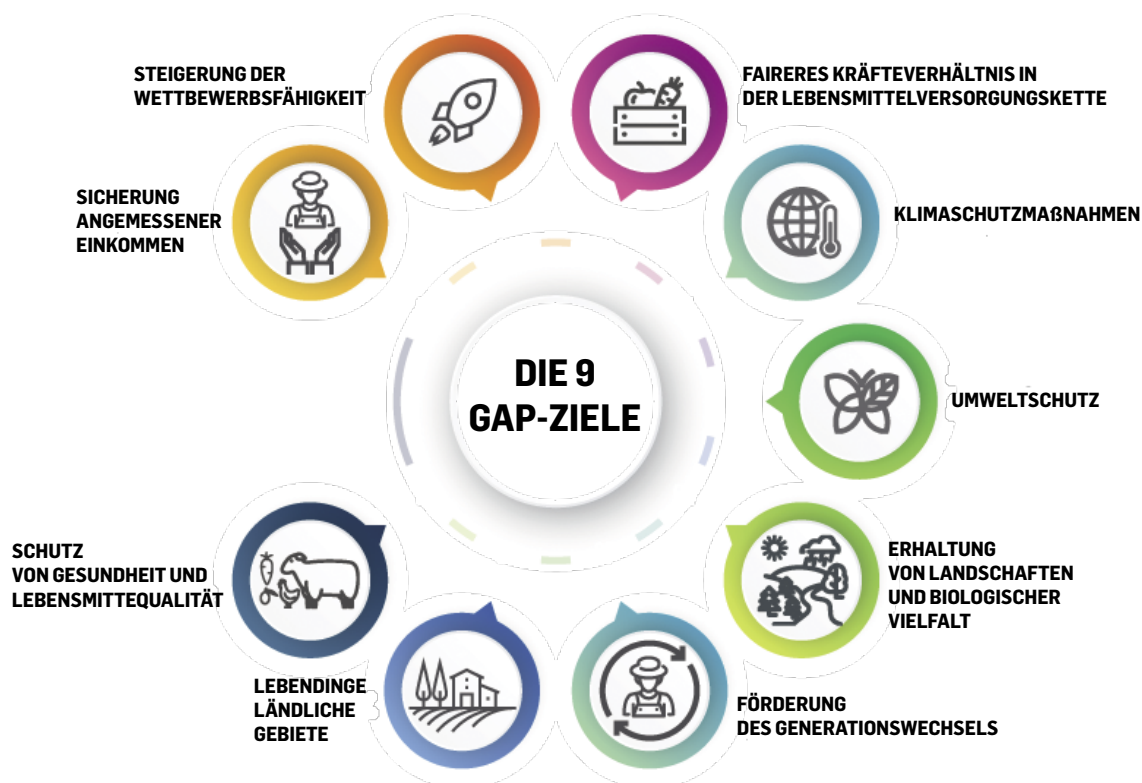 STEIGERUNG DER
WETTBEWERBSFÄHIGKEIT
FAIRERES KRÄFTEVERHÄLTNIS IN
DER LEBENSMITTELVERSORGUNGSKETTE
SICHERUNG
ANGEMESSENER
EINKOMMEN
KLIMASCHUTZMAßNAHMEN
DIE 9
GAP-ZIELE
UMWELTSCHUTZ
SCHUTZ
VON GESUNDHEIT UND
LEBENSMITTEQUALITÄT
ERHALTUNG
VON LANDSCHAFTEN
UND BIOLOGISCHER
VIELFALT
LEBENDINGE
LÄNDLICHE
GEBIETE
FÖRDERUNG
DES GENERATIONSWECHSELS